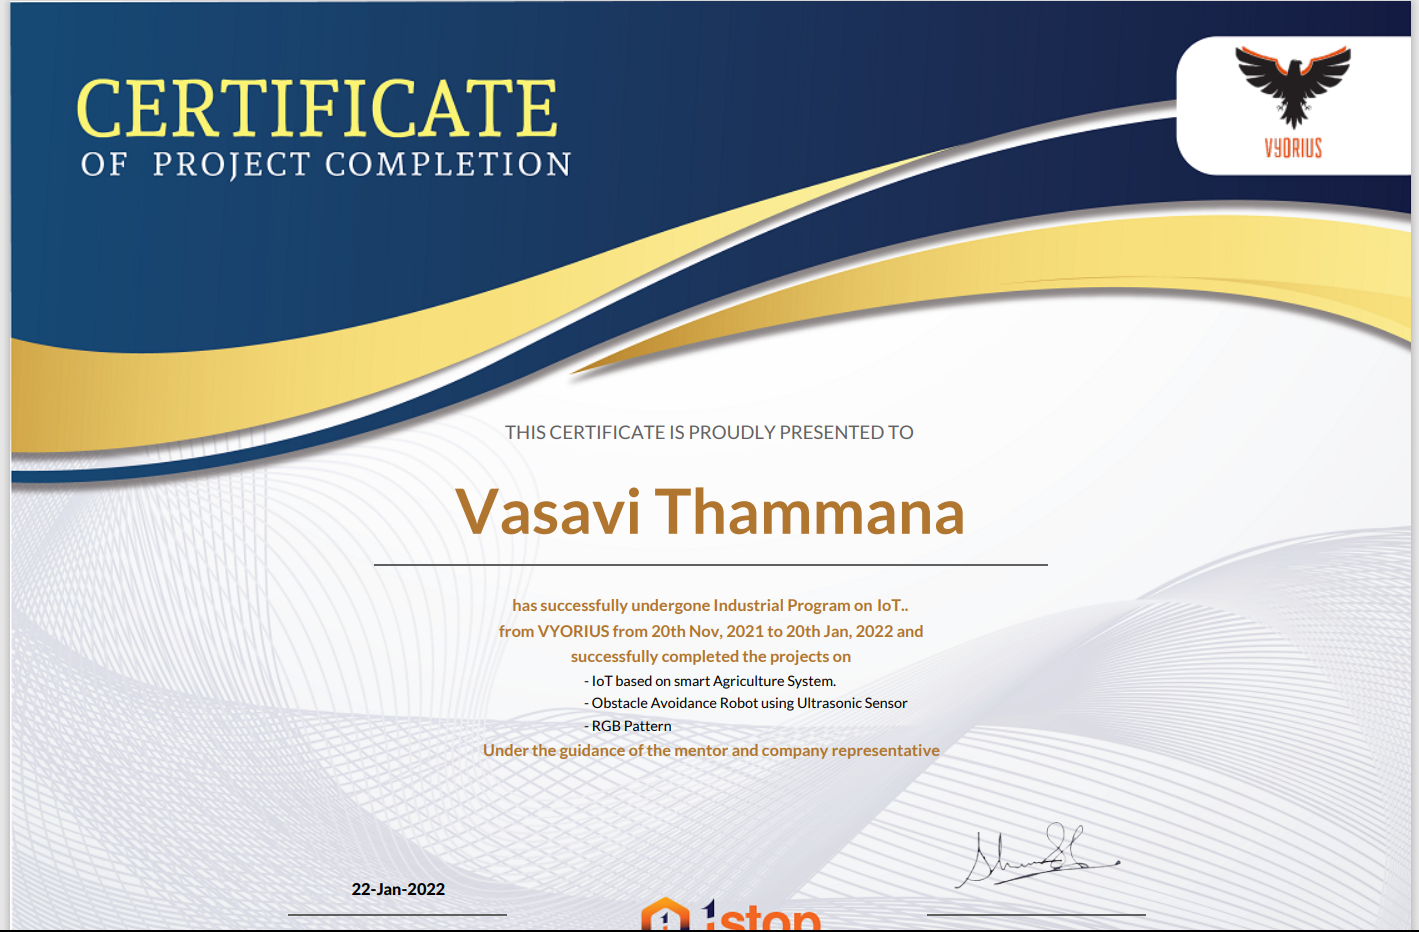 CERTIFICATE
OF PROJECT COMPLETION
VYORIUS
THIS CERTIFICATE IS PROUDLY PRESENTED TO
Vasavi Thammana
has successfully undergone Industrial Program on IoT..
from VYORIUS from 20th Nov, 2021 to 20th Jan, 2022 and
successfully completed the projects on
- IoT based on smart Agriculture System.
- Obstacle Avoidance Robot using Ultrasonic Sensor
- RGB Pattern
Under the guidance of the mentor and company representative
22-Jan-2022
1stop